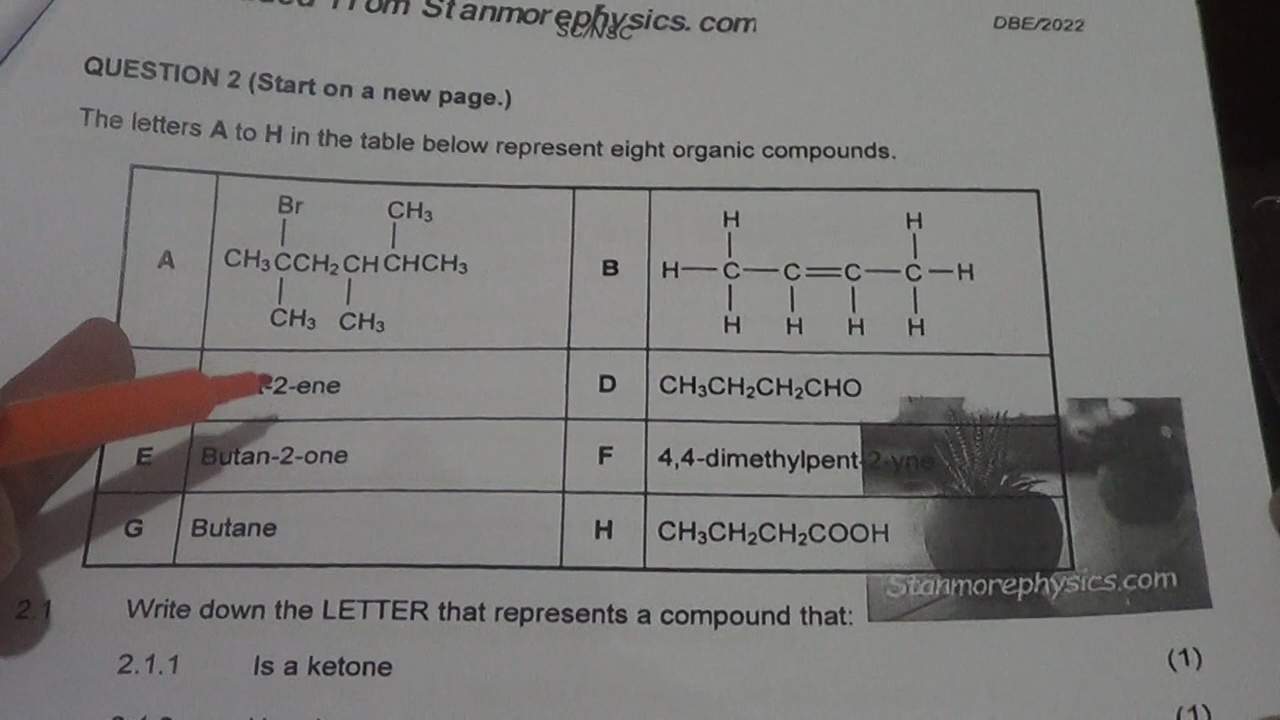 from Stanmorephysics.com
SC/NSC
DBE/2022
QUESTION 2 (Start on a new page.)
The letters A to H in the table below represent eight organic compounds.
Br CH₃
A CH₃CCH₂CHCHCH₃
CH₃ CH₃
H H
B H—C—C=C—C—H
H H H H
-2-ene
D CH₃CH₂CH₂CHO
E Butan-2-one
F 4,4-dimethylpent-2-yne
G Butane
H CH₃CH₂CH₂COOH
Stanmorephysics.com
2.1 Write down the LETTER that represents a compound that:
2.1.1 Is a ketone (1)
(1)